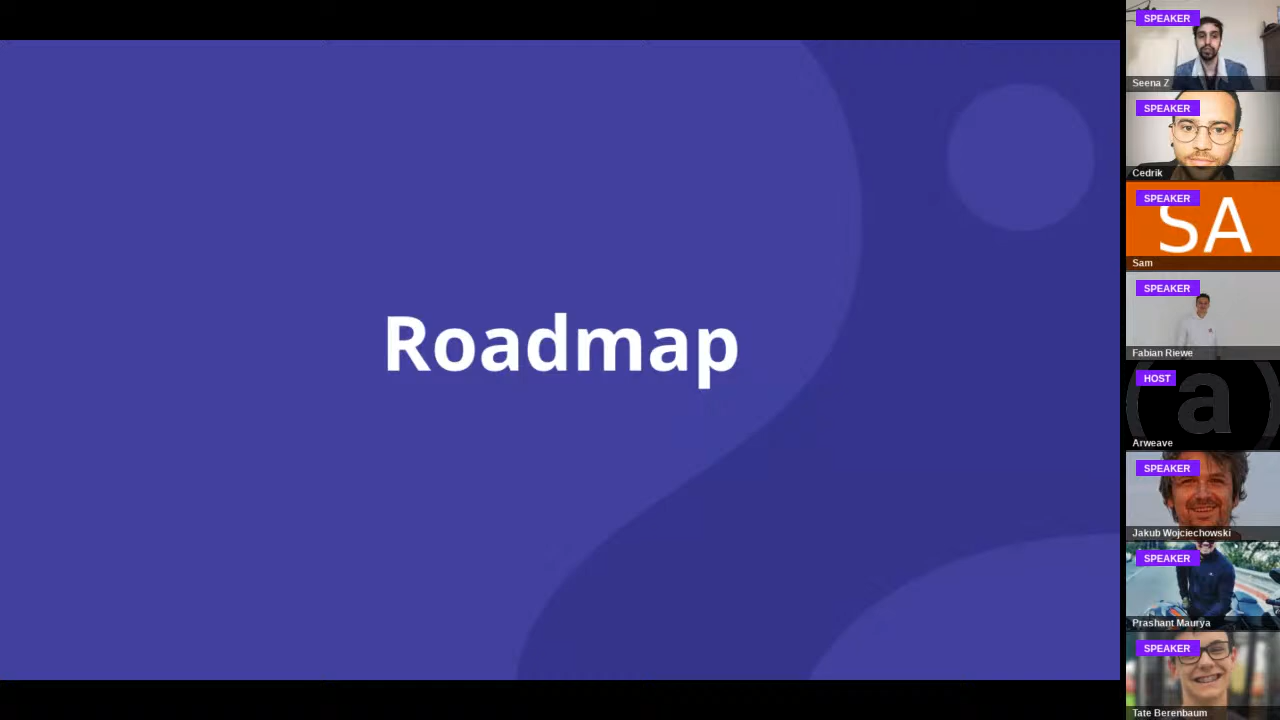 Roadmap
SPEAKER
Seena Z
SPEAKER
Cedrik
SPEAKER
SA
Sam
SPEAKER
Fabian Riewe
HOST
a
Arweave
SPEAKER
Jakub Wojciechowski
SPEAKER
Prashant Maurya
SPEAKER
Tate Berenbaum